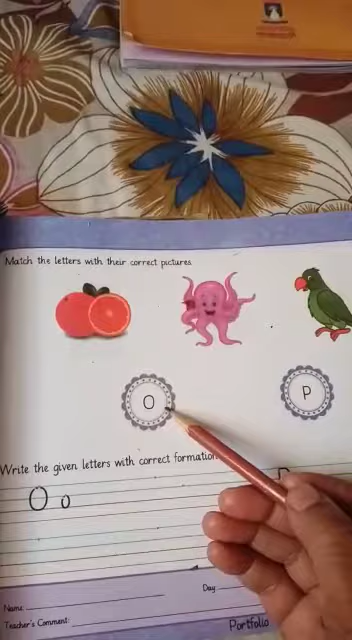 Match the letters with their correct pictures.
O P
Write the given letters with correct formation
O o
Name:
Day:
Teacher's Comment:
Portfolio